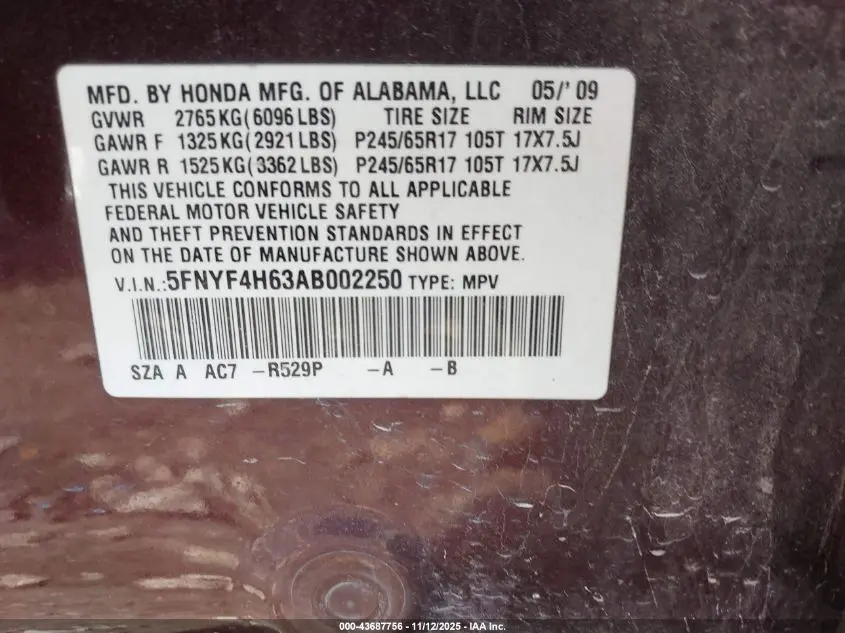 MFD. BY HONDA MFG. OF ALABAMA, LLC 05/'09
GVWR 2765KG(6096LBS) TIRE SIZE RIM SIZE
GAWR F 1325KG(2921LBS) P245/65R17 105T 17X7.5J
GAWR R 1525KG(3362LBS) P245/65R17 105T 17X7.5J
THIS VEHICLE CONFORMS TO ALL APPLICABLE
FEDERAL MOTOR VEHICLE SAFETY
AND THEFT PREVENTION STANDARDS IN EFFECT
ON THE DATE OF MANUFACTURE SHOWN ABOVE.
V.I.N.:5FNYF4H63AB002250 TYPE: MPV
SZA A AC7 -R529P -A -B
000-43687756 - 11/12/2025 - IAA Inc.